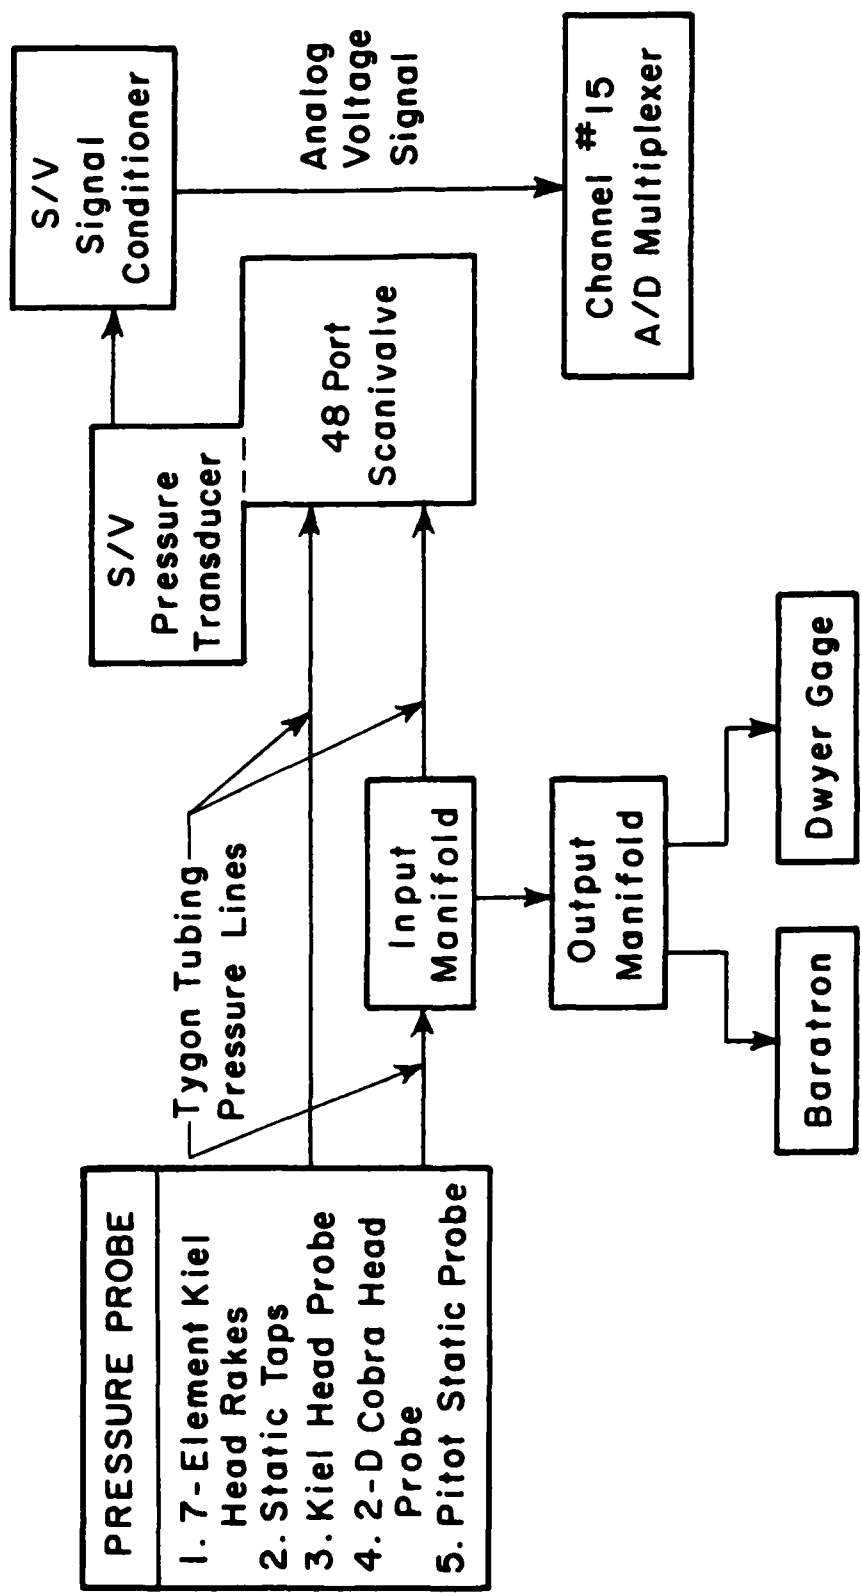 PRESSURE PROBE
1. 7-Element Kiel
Head Rakes
2. Static Taps
3. Kiel Head Probe
4. 2-D Cobra Head
Probe
5. Pitot Static Probe
Tygon Tubing
Pressure Lines
Input
Manifold
Output
Manifold
Baratron
Dwyer Gage
S/V
Pressure
Transducer
48 Port
Scanivalve
S/V
Signal
Conditioner
Analog
Voltage
Signal
Channel #15
A/D Multiplexer